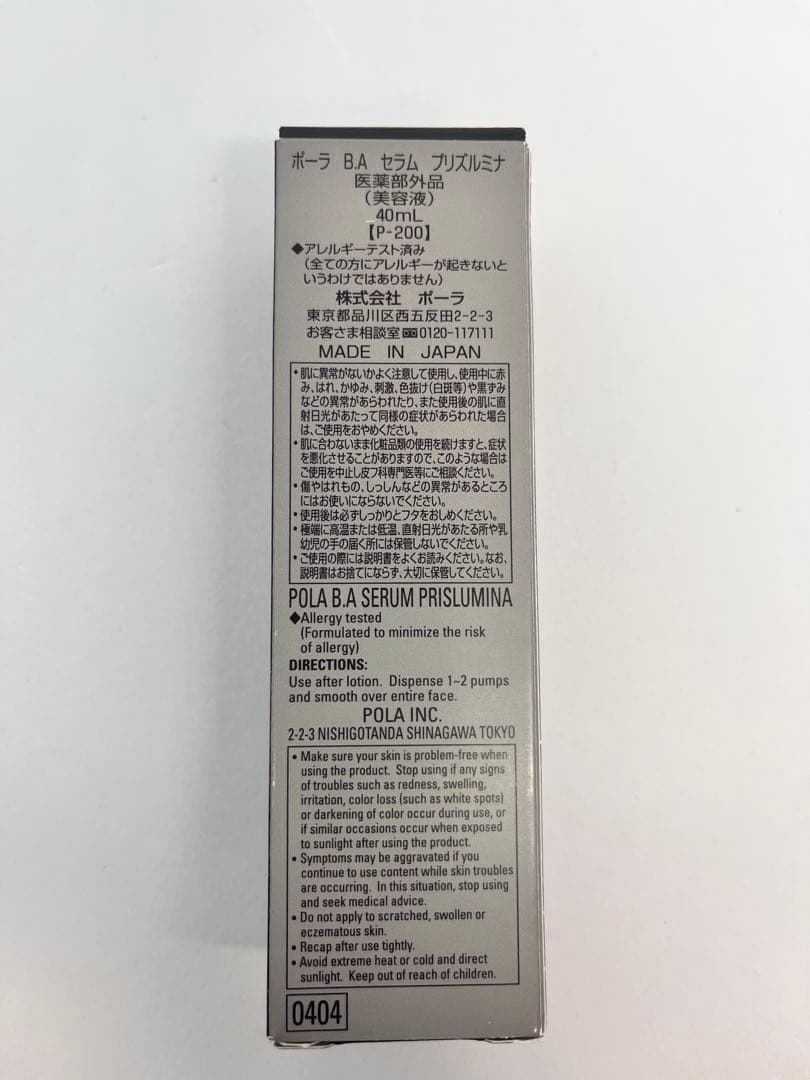 ポーラ B.A セラム プリズルミナ
医薬部外品
（美容液）
40mL
【P-200】
◆アレルギーテスト済み
（全ての方にアレルギーが起きないと
いうわけではありません）
株式会社 ポーラ
東京都品川区西五反田2-2-3
お客さま相談室 0120-117111
MADE IN JAPAN
・肌に異常がないかよく注意して使用し、使用中に赤
み、はれ、かゆみ、刺激、色抜け（白斑等）や黒ずみ
などの異常があらわれたり、また使用後の肌に直
射日光があたって同様の症状があらわれた場合
は、ご使用をおやめください。
・肌に合わないまま化粧品類の使用を続けますと、症状
を悪化させることがありますので、このような場合は
ご使用を中止し皮フ科専門医等にご相談ください。
・傷やはれもの、しっしんなどの異常があるところ
にはお使いにならないでください。
・使用後は必ずしっかりとフタをおしめください。
・極端に高温または低温、直射日光があたる所や乳
幼児の手の届く所には保管しないでください。
・ご使用の際には説明書をよくお読みください。なお、
説明書はお捨てにならず、大切に保管してください。
POLA B.A SERUM PRISLUMINA
◆Allergy tested
(Formulated to minimize the risk
of allergy)
DIRECTIONS:
Use after lotion. Dispense 1~2 pumps
and smooth over entire face.
POLA INC.
2-2-3 NISHIGOTANDA SHINAGAWA TOKYO
• Make sure your skin is problem-free when
using the product. Stop using if any signs
of troubles such as redness, swelling,
irritation, color loss (such as white spots)
or darkening of color occur during use, or
if similar occasions occur when exposed
to sunlight after using the product.
• Symptoms may be aggravated if you
continue to use content while skin troubles
are occurring. In this situation, stop using
and seek medical advice.
• Do not apply to scratched, swollen or
eczematous skin.
• Recap after use tightly.
• Avoid extreme heat or cold and direct
sunlight. Keep out of reach of children.
0404